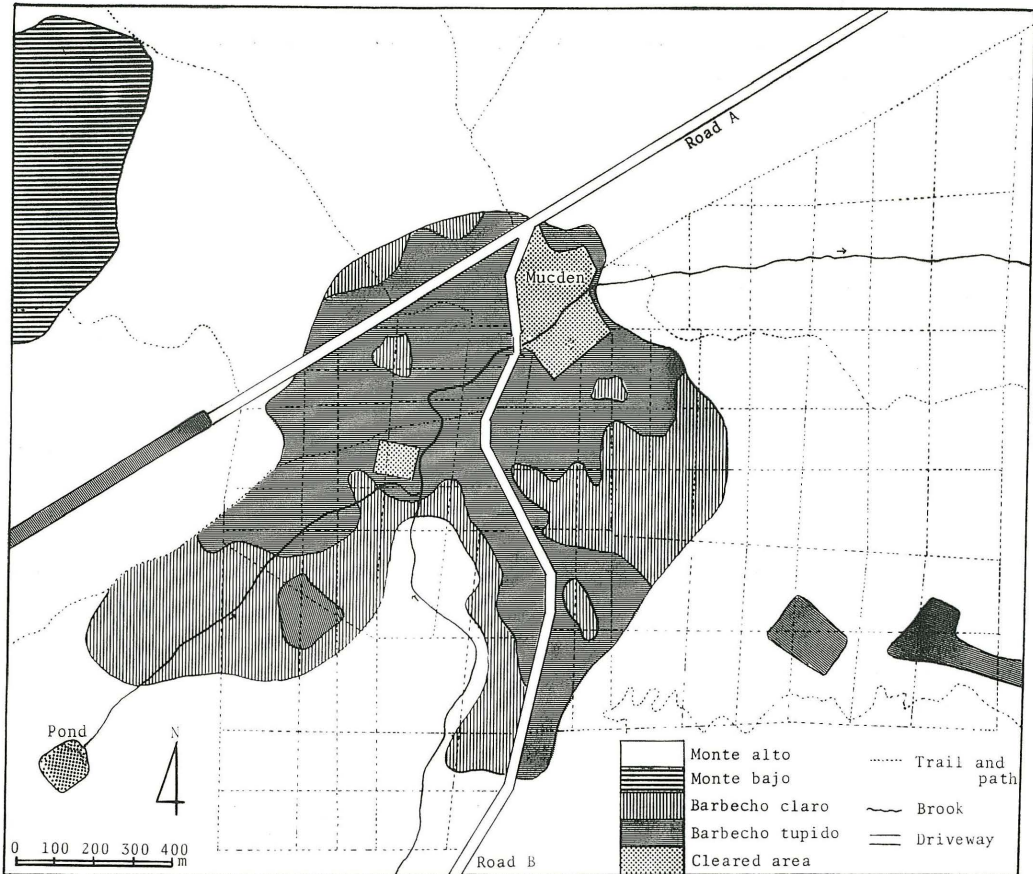 Road A
Mucden
Pond
N
0 100 200 300 400
m
Road B
Monte alto
Monte bajo
Barbecho claro
Barbecho tupido
Cleared area
Trail and
path
Brook
Driveway